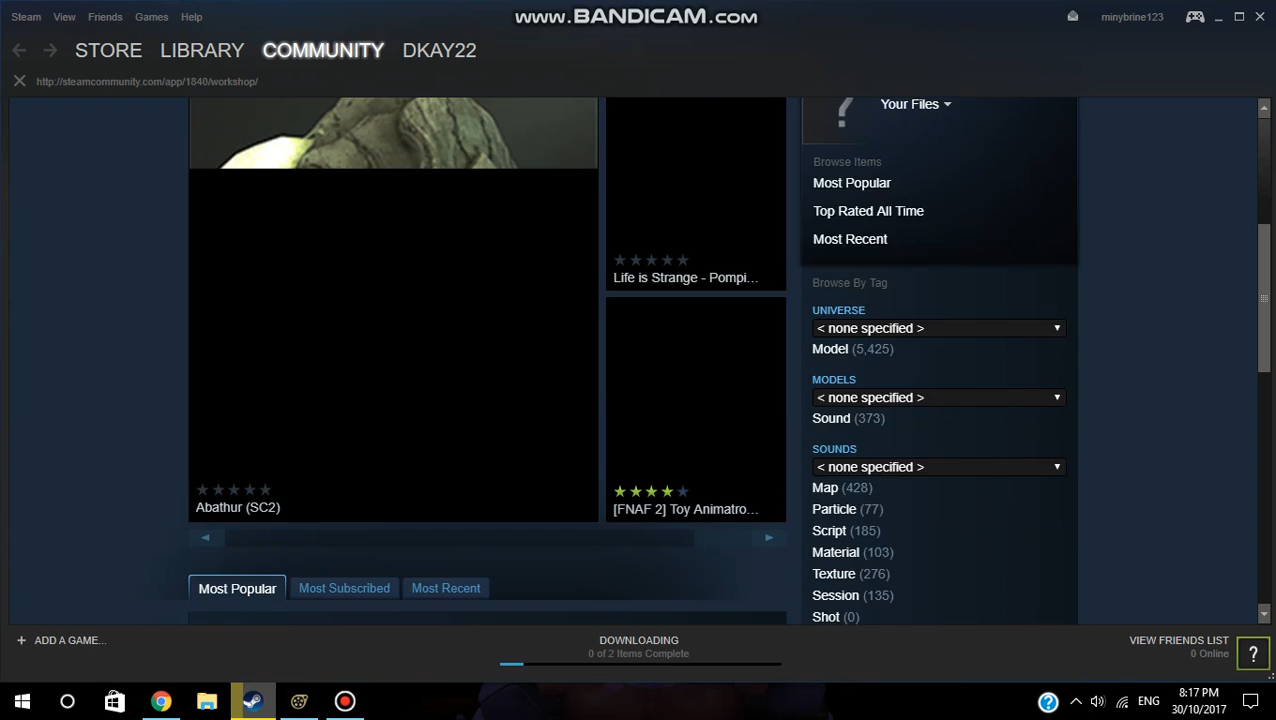 Steam View Friends Games Help
www.BANDICAM.com
minybrine123
STORE LIBRARY COMMUNITY DKAY22
http://steamcommunity.com/app/1840/workshop/
Your Files
?
Browse Items
Most Popular
Top Rated All Time
Most Recent
Life is Strange - Pompi...
Browse By Tag
UNIVERSE
< none specified >
Model (5,425)
MODELS
< none specified >
Sound (373)
SOUNDS
< none specified >
Map (428)
Particle (77)
Script (185)
Material (103)
Texture (276)
Session (135)
Shot (0)
Abathur (SC2)
[FNAF 2] Toy Animatro...
Most Popular Most Subscribed Most Recent
+ ADD A GAME...
DOWNLOADING
0 of 2 Items Complete
VIEW FRIENDS LIST
0 Online
?
? ENG
8:17 PM
30/10/2017